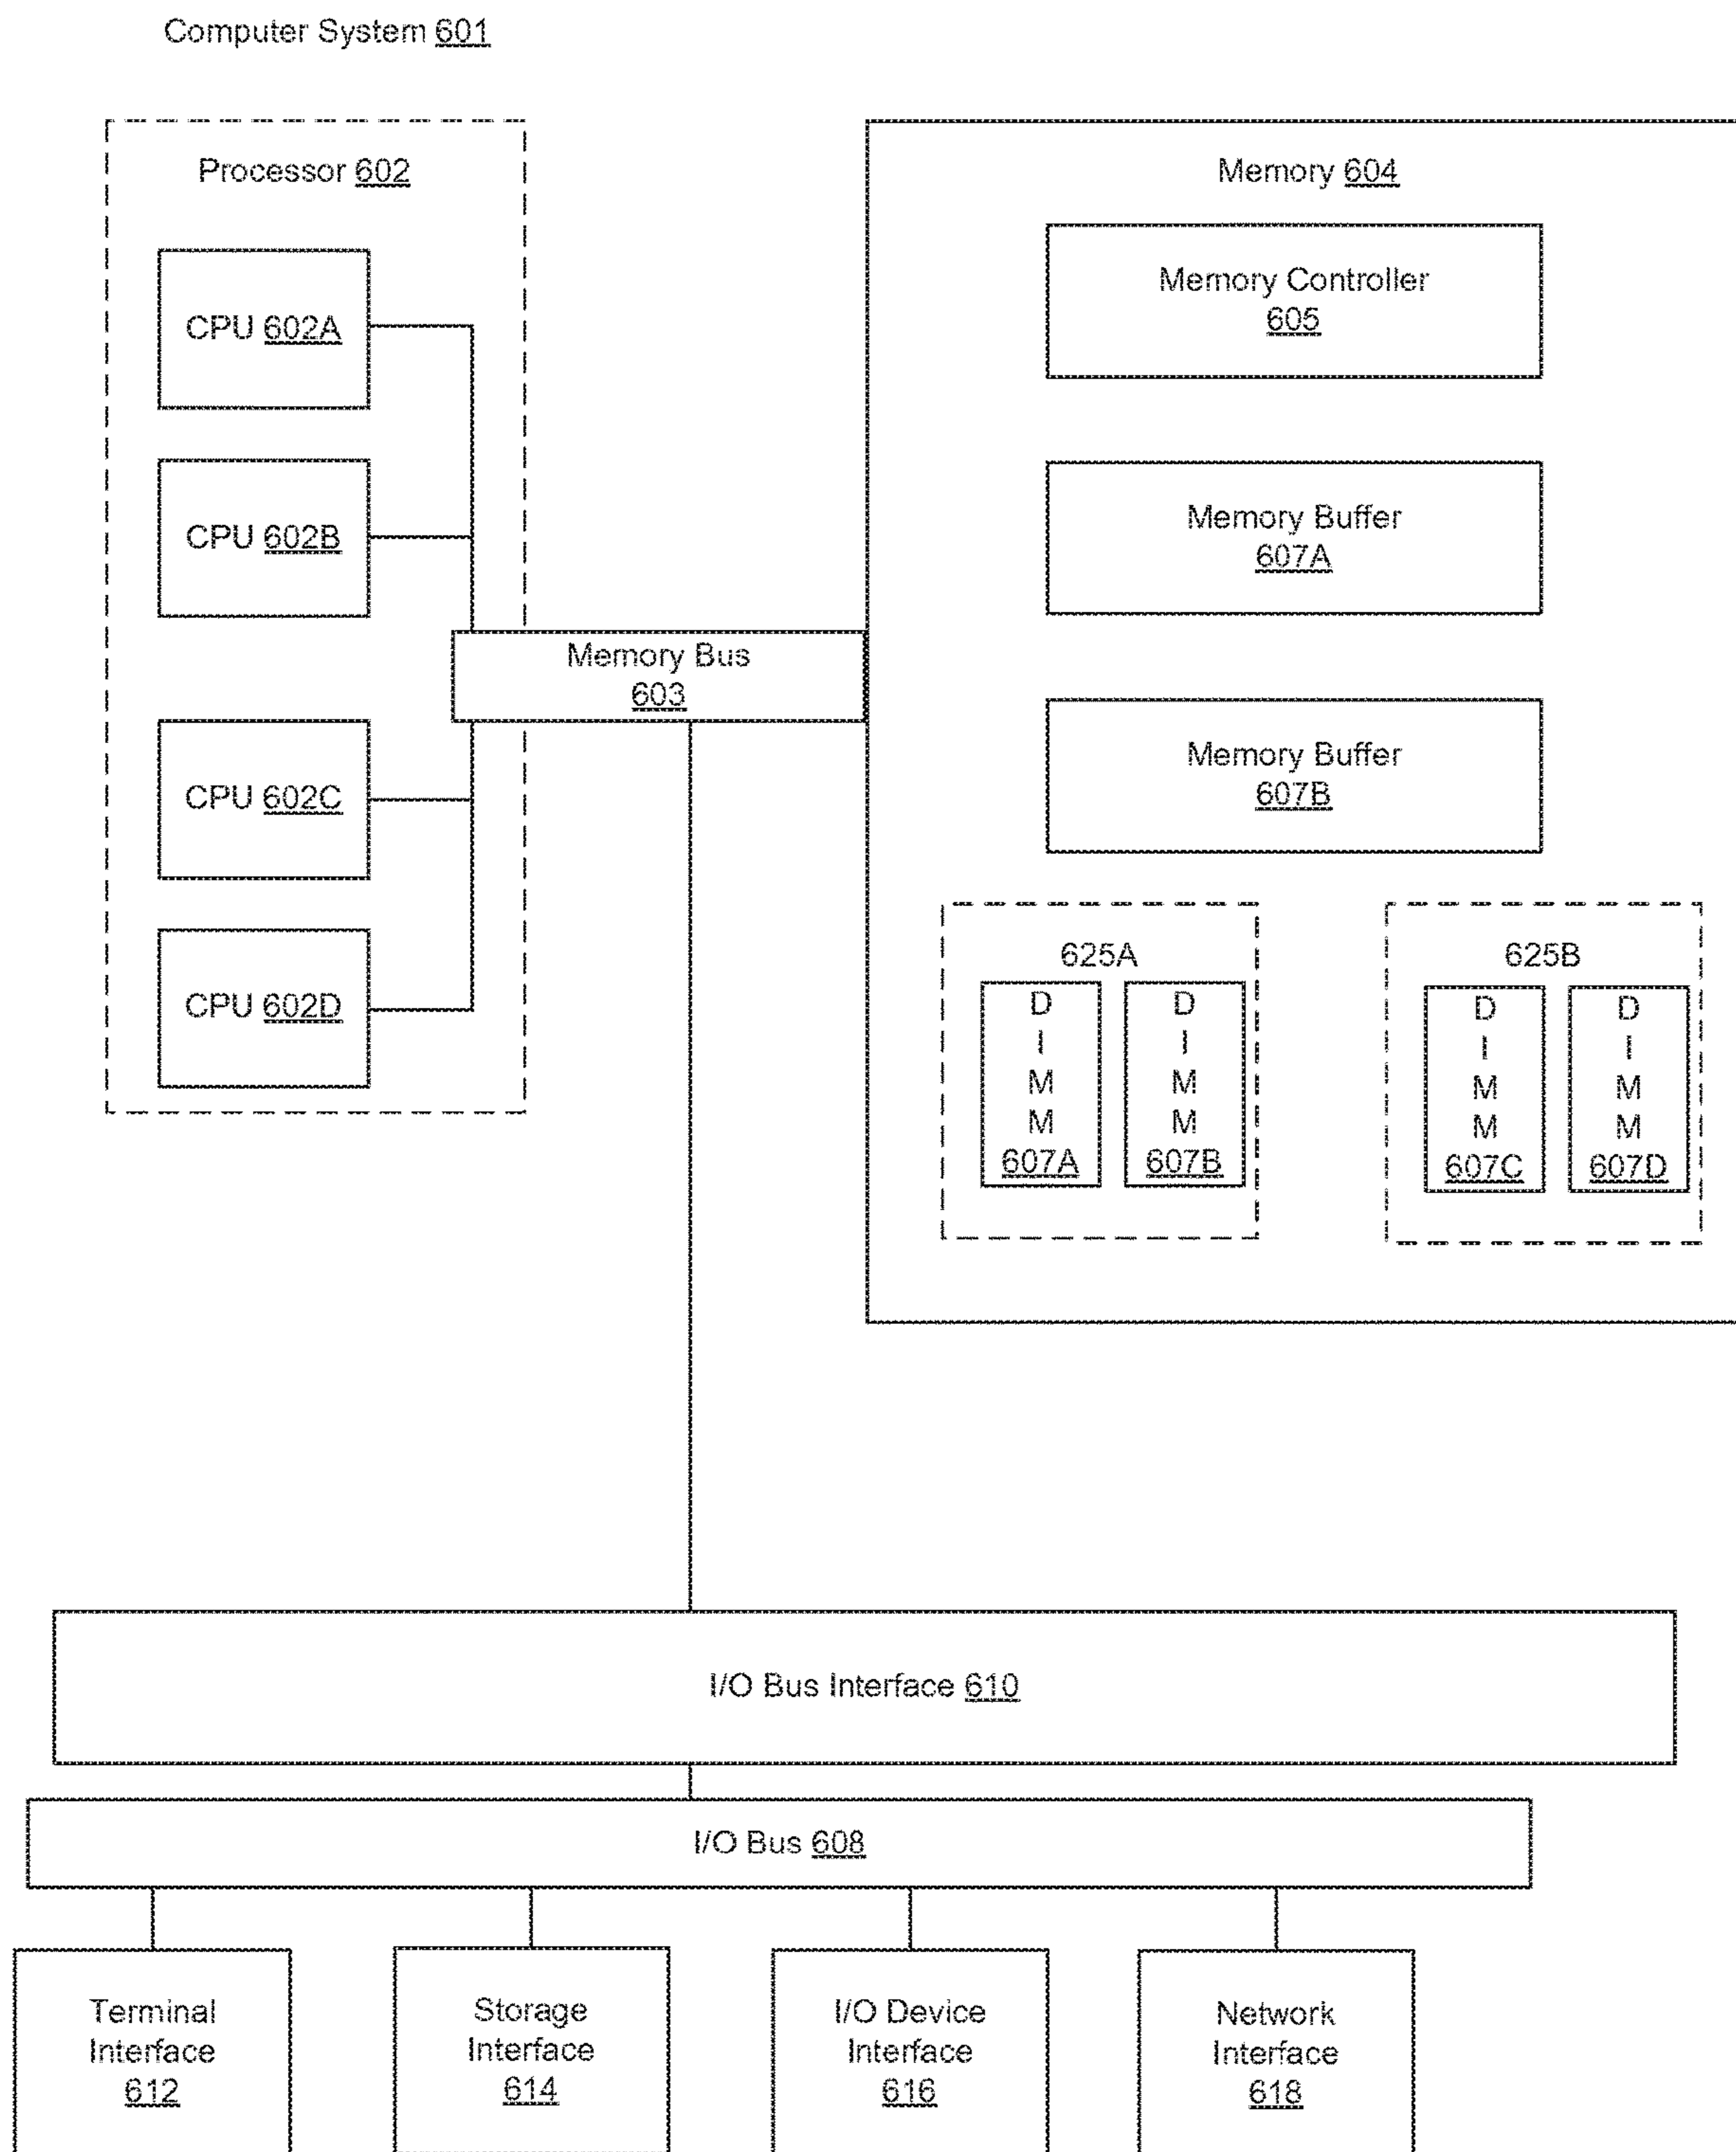 Computer System 601
Processor 602
CPU 602A
CPU 602B
CPU 602C
CPU 602D
Memory Bus
603
Memory 604
Memory Controller
605
Memory Buffer
607A
Memory Buffer
607B
625A
D
I
M
M
607A
D
I
M
M
607B
625B
D
I
M
M
607C
D
I
M
M
607D
I/O Bus Interface 610
I/O Bus 608
Terminal
Interface
612
Storage
Interface
614
I/O Device
Interface
616
Network
Interface
618